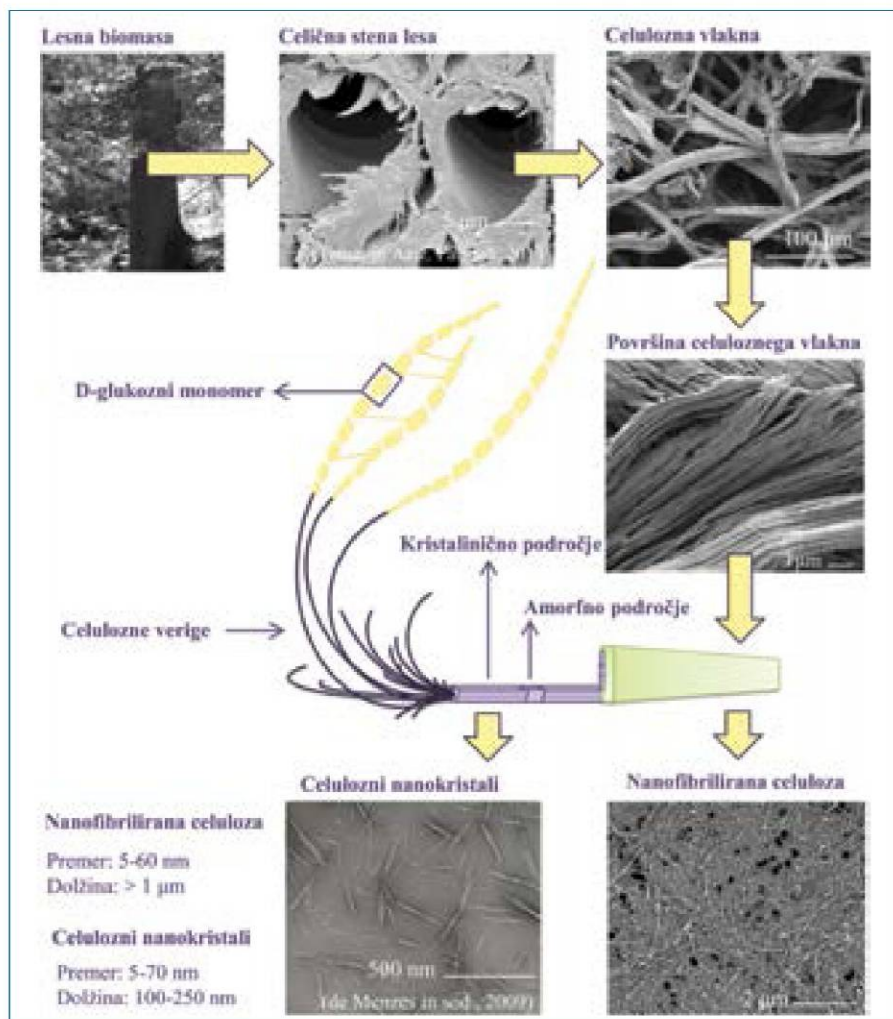 Lesna biomasa
Celična stena lesa
Celulozna vlakna
100 µm
Površina celuloznega vlakna
D-glukozni monomer
Kristalinično področje
1 µm
Amorfno področje
Celulozne verige
Celulozni nanokristali
Nanofibrilirana celuloza
Nanofibrilirana celuloza
Premer: 5-60 nm
Dolžina: > 1 µm
Celulozni nanokristali
Premer: 5-70 nm
Dolžina: 100-250 nm
500 nm
(de Menzes in sod., 2009)
2 µm